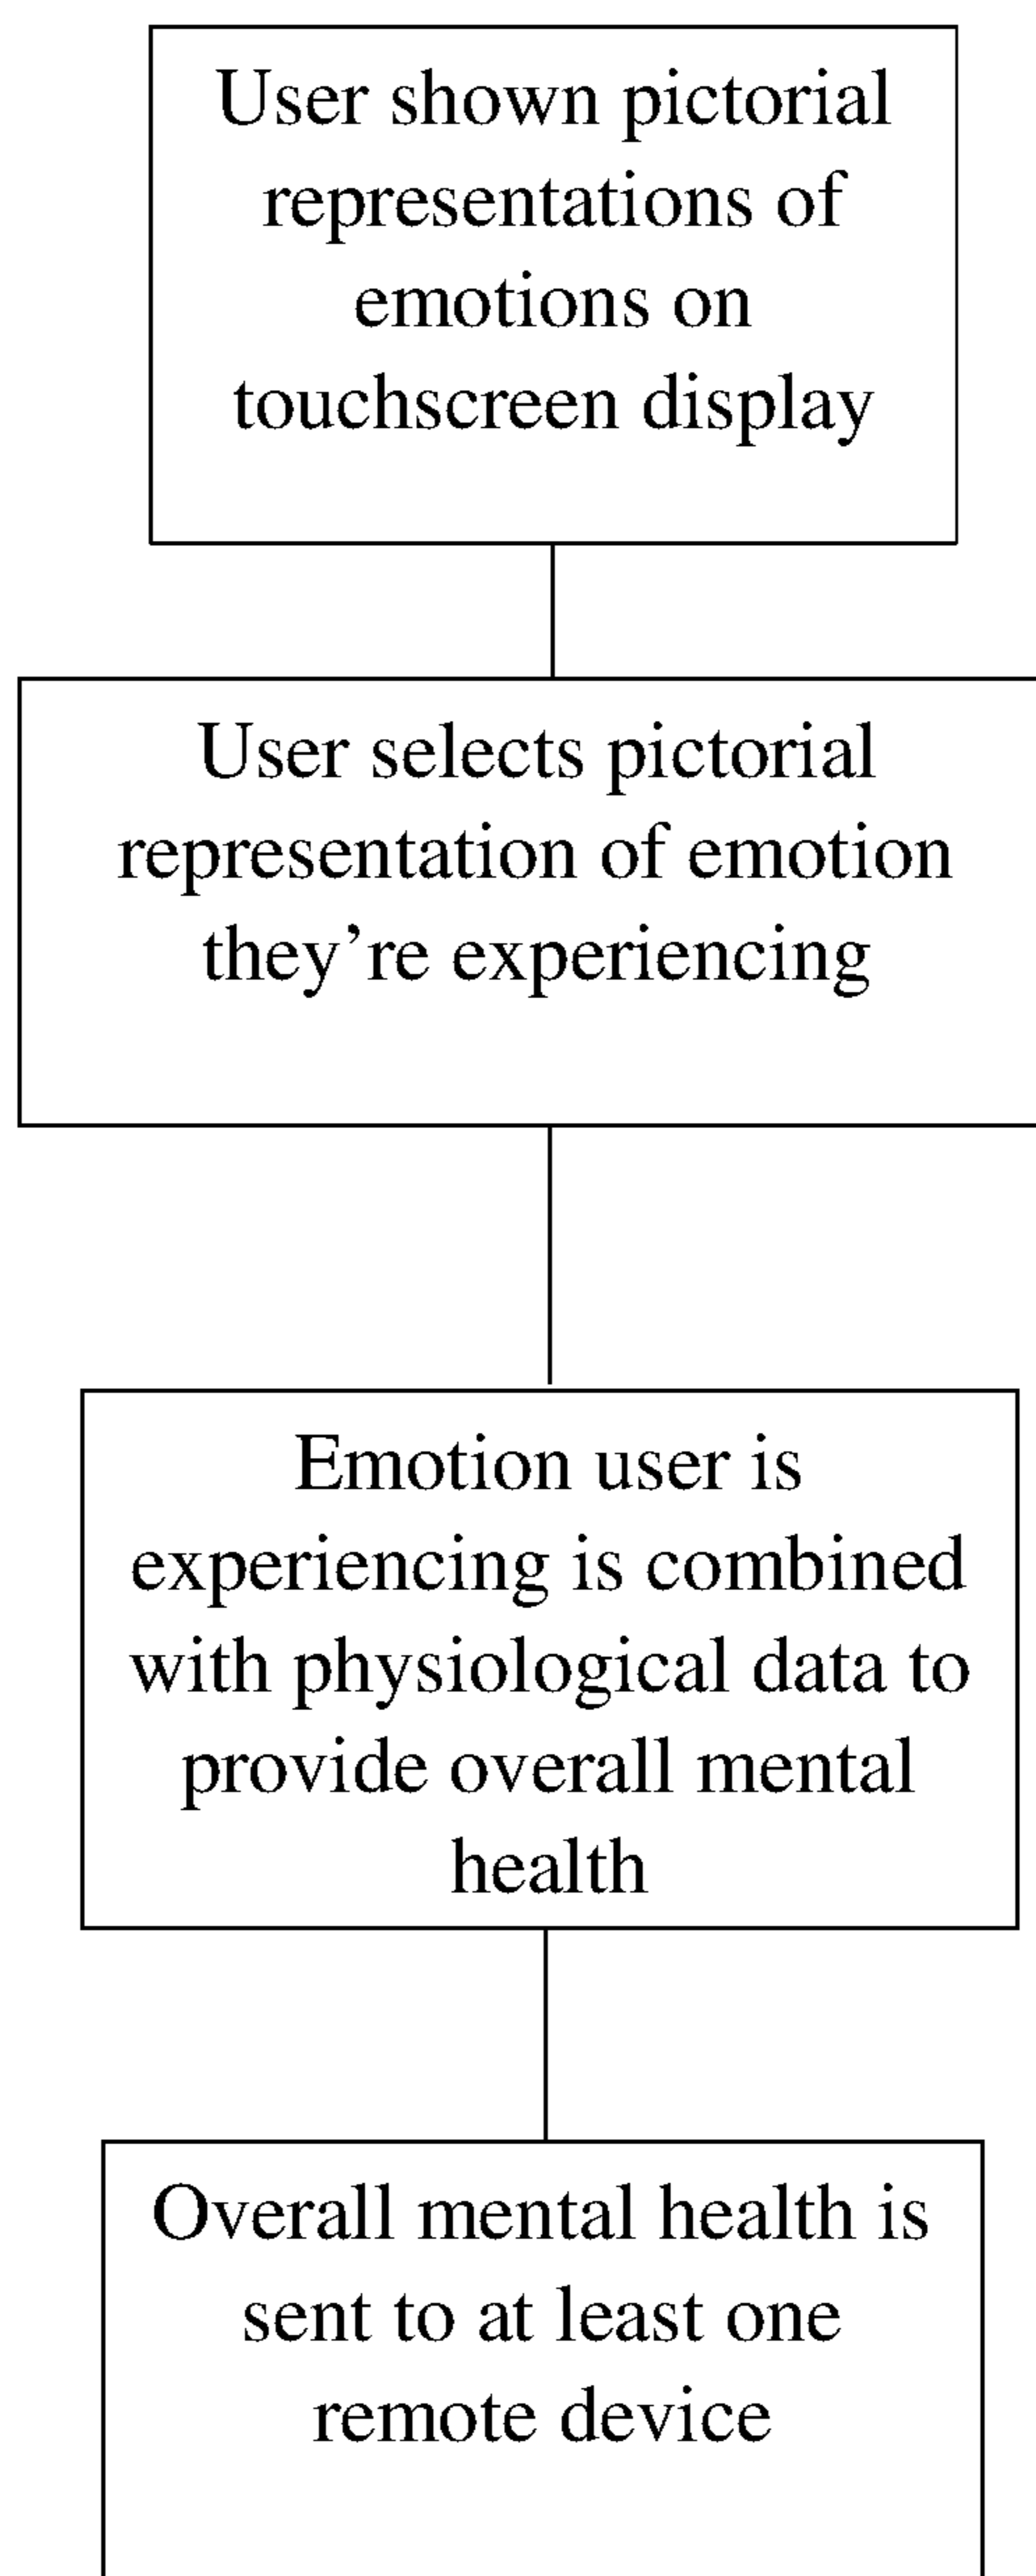 User shown pictorial
representations of
emotions on
touchscreen display
User selects pictorial
representation of emotion
they’re experiencing
Emotion user is
experiencing is combined
with physiological data to
provide overall mental
health
Overall mental health is
sent to at least one
remote device